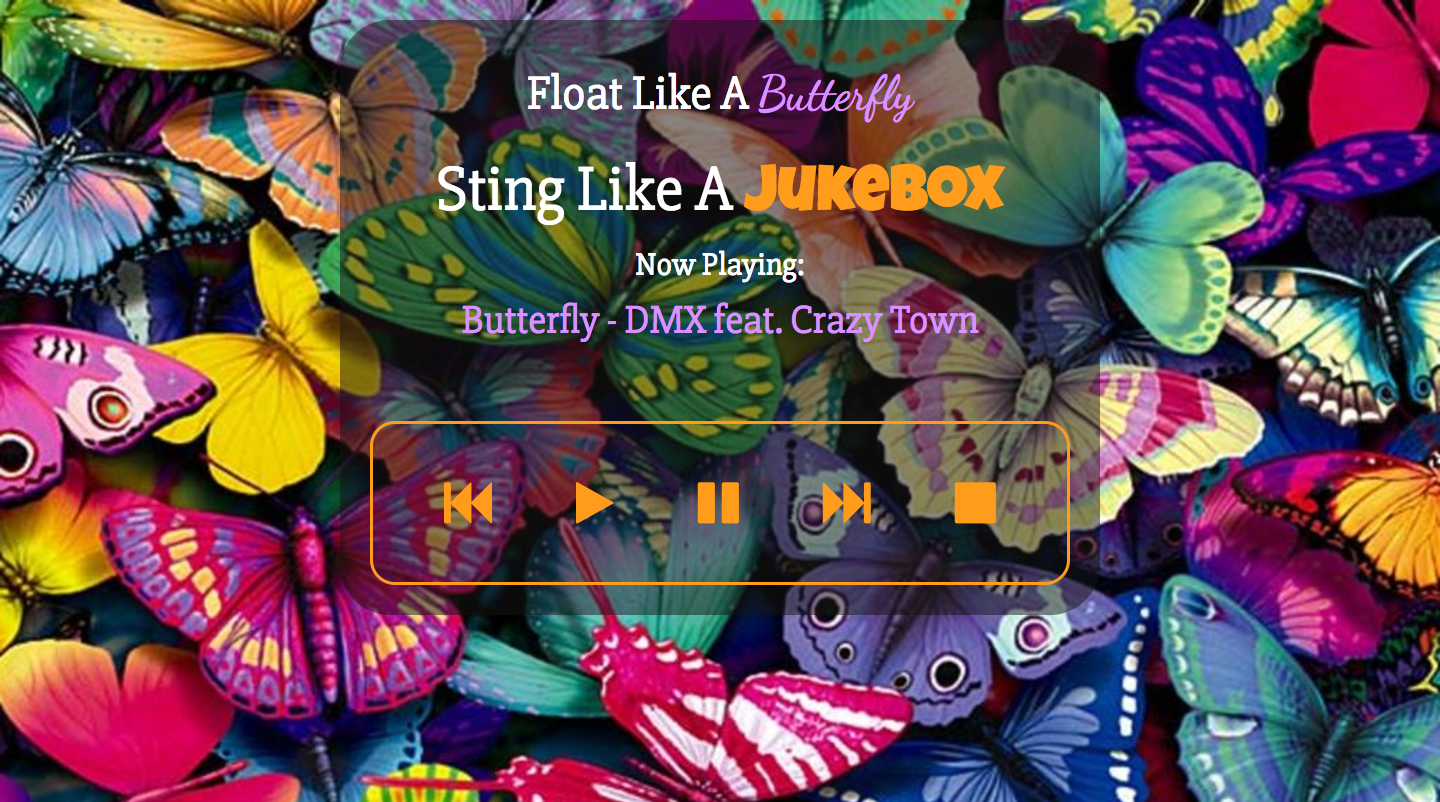 Float Like A Butterfly
Sting Like A JUKeBOX
Now Playing:
Butterfly - DMX feat. Crazy Town